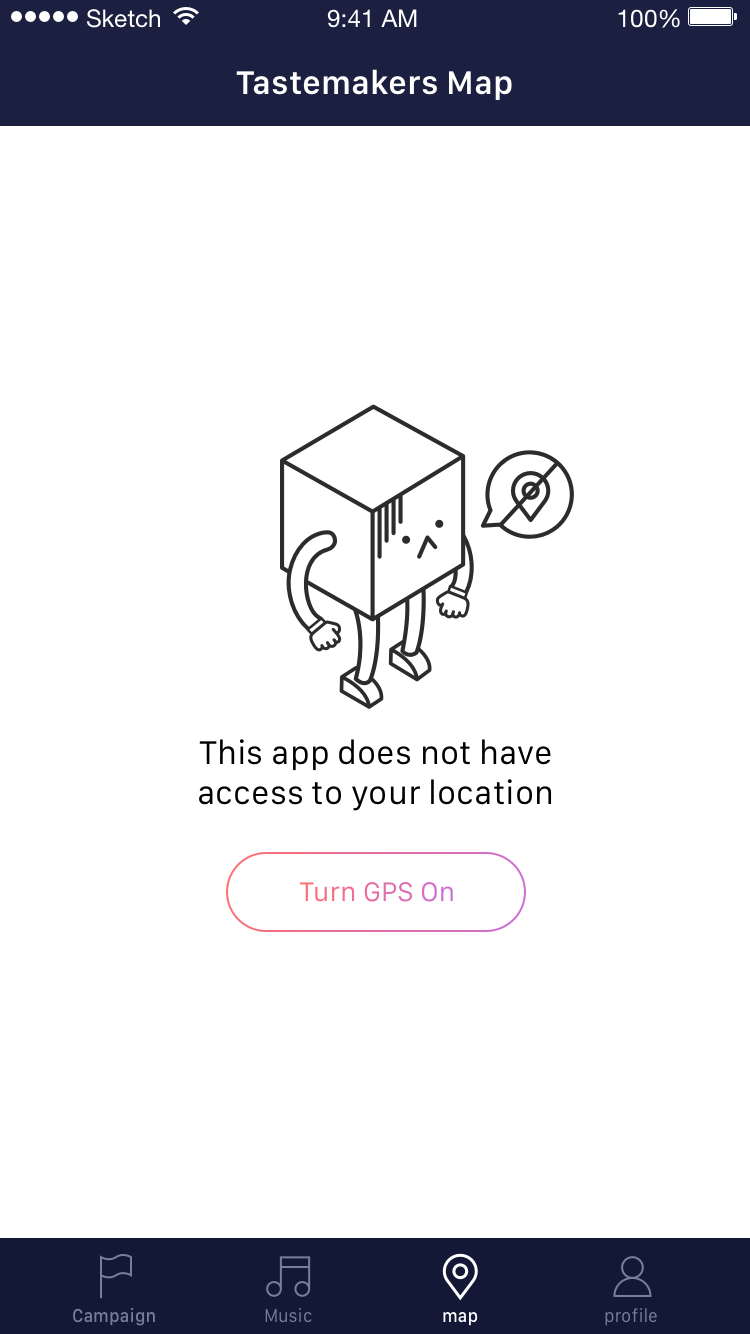 Sketch 9:41 AM 100%
Tastemakers Map
This app does not have
access to your location
Turn GPS On
Campaign Music map profile